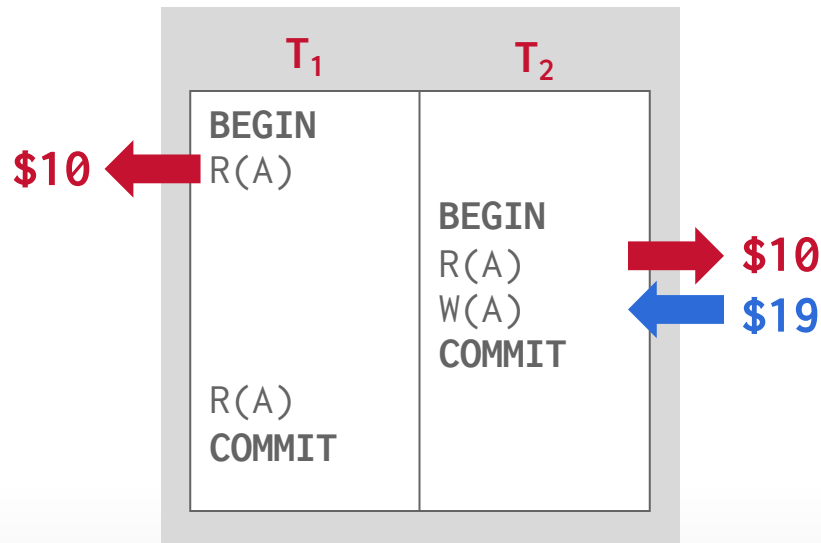 T1
T2
BEGIN
$10
R(A)
BEGIN
R(A)
$10
W(A)
$19
COMMIT
R(A)
COMMIT